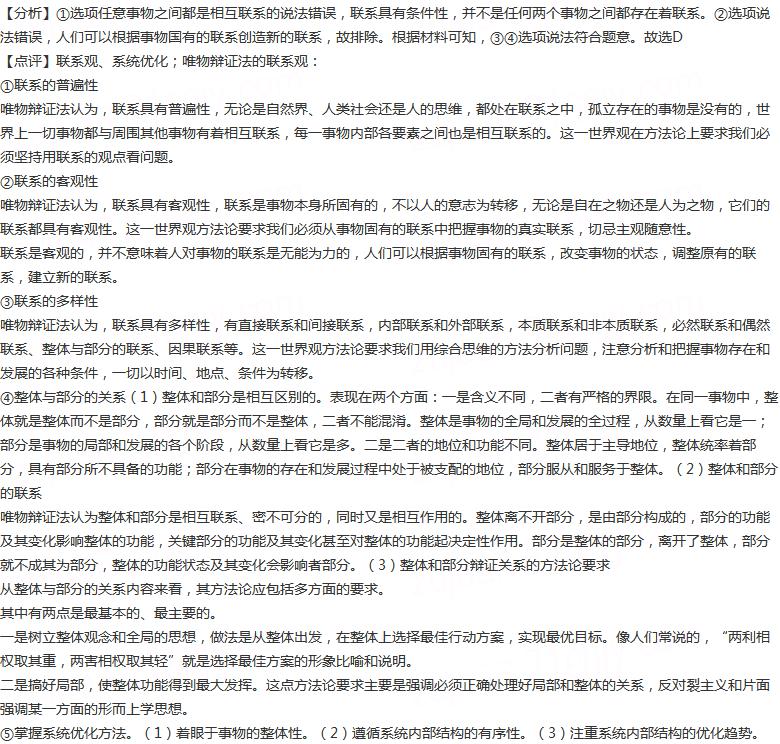 【分析】①选项任意事物之间都是相互联系的说法错误，联系具有条件性，并不是任何两个事物之间都存在着联系。②选项说
法错误，人们可以根据事物国有的联系创造新的联系，故排除。根据材料可知，③④选项说法符合题意。故选D
【点评】联系观、系统优化；唯物辩证法的联系观：
①联系的普遍性
唯物辩证法认为，联系具有普遍性，无论是自然界、人类社会还是人的思维，都处在联系之中，孤立存在的事物是没有的，世
界上一切事物都与周围其他事物有着相互联系，每一事物内部各要素之间也是相互联系的。这一世界观在方法论上要求我们必
须坚持用联系的观点看问题。
②联系的客观性
唯物辩证法认为，联系具有客观性，联系是事物本身所固有的，不以人的意志为转移，无论是自在之物还是人为之物，它们的
联系都具有客观性。这一世界观方法论要求我们必须从事物固有的联系中把握事物的真实联系，切忌主观随意性。
联系是客观的，并不意味着人对事物的联系是无能为力的，人们可以根据事物固有的联系，改变事物的状态，调整原有的联
系，建立新的联系。
③联系的多样性
唯物辩证法认为，联系具有多样性，有直接联系和间接联系，内部联系和外部联系，本质联系和非本质联系，必然联系和偶然
联系、整体与部分的联系、因果联系等。这一世界观方法论要求我们用综合思维的方法分析问题，注意分析和把握事物存在和
发展的各种条件，一切以时间、地点、条件为转移。
④整体与部分的关系（1）整体和部分是相互区别的。表现在两个方面：一是含义不同，二者有严格的界限。在同一事物中，整
体就是整体而不是部分，部分就是部分而不是整体，二者不能混淆。整体是事物的全局和发展的全过程，从数量上看它是一；
部分是事物的局部和发展的各个阶段，从数量上看它是多。二是二者的地位和功能不同。整体居于主导地位，整体统率着部
分，具有部分所不具备的功能；部分在事物的存在和发展过程中处于被支配的地位，部分服从和服务于整体。（2）整体和部分
的联系
唯物辩证法认为整体和部分是相互联系、密不可分的，同时又是相互作用的。整体离不开部分，是由部分构成的，部分的功能
及其变化影响整体的功能，关键部分的功能及其变化甚至对整体的功能起决定性作用。部分是整体的部分，离开了整体，部分
就不成其为部分，整体的功能状态及其变化会影响者部分。（3）整体和部分辩证关系的方法论要求
从整体与部分的关系内容来看，其方法论应包括多方面的要求。
其中有两点是最基本的、最主要的。
一是树立整体观念和全局的思想，做法是从整体出发，在整体上选择最佳行动方案，实现最优目标。像人们常说的，“两利相
权取其重，两害相权取其轻”就是选择最佳方案的形象比喻和说明。
二是搞好局部，使整体功能得到最大发挥。这点方法论要求主要是强调必须正确处理好局部和整体的关系，反对裂主义和片面
强调某一方面的形而上学思想。
⑤掌握系统优化方法。（1）着眼于事物的整体性。（2）遵循系统内部结构的有序性。（3）注重系统内部结构的优化趋势。